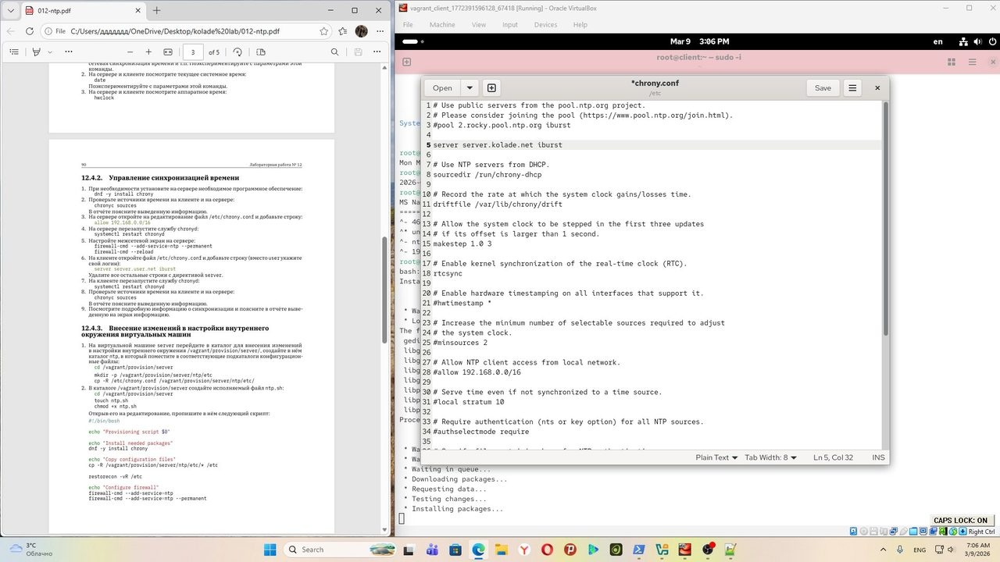 012-ntp.pdf
File
C:/Users/ддддддд/OneDrive/Desktop/kolade%20lab/012-ntp.pdf
3 of 5
команды.
2. На сервере и клиенте посмотрите текущее системное время:
date
Поэкспериментируйте с параметрами этой команды.
3. На сервере и клиенте посмотрите аппаратное время:
hwclock
90 Лабораторная работа № 12
12.4.2. Управление синхронизацией времени
1. При необходимости установите на сервере необходимое программное обеспечение:
dnf -y install chrony
2. Проверьте источники времени на клиенте и на сервере:
chronyc sources
В отчёте поясните выведенную информацию.
3. На сервере откройте на редактирование файл /etc/chrony.conf и добавьте строку:
allow 192.168.0.0/16
4. На сервере перезапустите службу chronyd:
systemctl restart chronyd
5. Настройте межсетевой экран на сервере:
firewall-cmd --add-service=ntp --permanent
firewall-cmd --reload
6. На клиенте откройте файл /etc/chrony.conf и добавьте строку (вместо user укажите
свой логин):
server server.user.net iburst
Удалите все остальные строки с директивой server.
7. На клиенте перезапустите службу chronyd:
systemctl restart chronyd
8. Проверьте источники времени на клиенте и на сервере:
chronyc sources
В отчёте поясните выведенную информацию.
9. Посмотрите подробную информацию о синхронизации и поясните в отчёте выве-
денную на экран информацию.
12.4.3. Внесение изменений в настройки внутреннего
окружения виртуальных машин
1. На виртуальной машине server перейдите в каталог для внесения изменений
в настройки внутреннего окружения /vagrant/provision/server/, создайте в нём
каталог ntp, в который поместите в соответствующие подкаталоги конфигурацион-
ные файлы:
cd /vagrant/provision/server
mkdir -p /vagrant/provision/server/ntp/etc
cp -R /etc/chrony.conf /vagrant/provision/server/ntp/etc/
2. В каталоге /vagrant/provision/server создайте исполняемый файл ntp.sh:
cd /vagrant/provision/server
touch ntp.sh
chmod +x ntp.sh
Открыв его на редактирование, пропишите в нём следующий скрипт:
#!/bin/bash
echo "Provisioning script $0"
echo "Install needed packages"
dnf -y install chrony
echo "Copy configuration files"
cp -R /vagrant/provision/server/ntp/etc/* /etc
restorecon -vR /etc
echo "Configure firewall"
firewall-cmd --add-service=ntp
firewall-cmd --add-service=ntp --permanent
vagrant_client_1772391596128_67418 [Running] - Oracle VirtualBox
File Machine View Input Devices Help
Mar 9 3:06 PM
en
root@client:~ — sudo -i
Syste
root@
Mon M
root@
2026-
root@
MS Na
=====
^- 46
^* un
^- nt
^- 19
root@
bash:
Insta
* Wa
* Lo
The f
gedi
libg
libg
libg
libg
libp
libp
libp
Proce
* Wa
* Wa
* Waiting in queue...
* Downloading packages...
* Requesting data...
* Testing changes...
* Installing packages...
Open
*chrony.conf
/etc
Save
1 # Use public servers from the pool.ntp.org project.
2 # Please consider joining the pool (https://www.pool.ntp.org/join.html).
3 #pool 2.rocky.pool.ntp.org iburst
4
5 server server.kolade.net iburst
6
7 # Use NTP servers from DHCP.
8 sourcedir /run/chrony-dhcp
9
10 # Record the rate at which the system clock gains/losses time.
11 driftfile /var/lib/chrony/drift
12
13 # Allow the system clock to be stepped in the first three updates
14 # if its offset is larger than 1 second.
15 makestep 1.0 3
16
17 # Enable kernel synchronization of the real-time clock (RTC).
18 rtcsync
19
20 # Enable hardware timestamping on all interfaces that support it.
21 #hwtimestamp *
22
23 # Increase the minimum number of selectable sources required to adjust
24 # the system clock.
25 #minsources 2
26
27 # Allow NTP client access from local network.
28 #allow 192.168.0.0/16
29
30 # Serve time even if not synchronized to a time source.
31 #local stratum 10
32
33 # Require authentication (nts or key option) for all NTP sources.
34 #authselectmode require
35
Plain Text Tab Width: 8 Ln 5, Col 32 INS
CAPS LOCK: ON
Right Ctrl
3°C
Облачно
Search
ENG
7:06 AM
3/9/2026